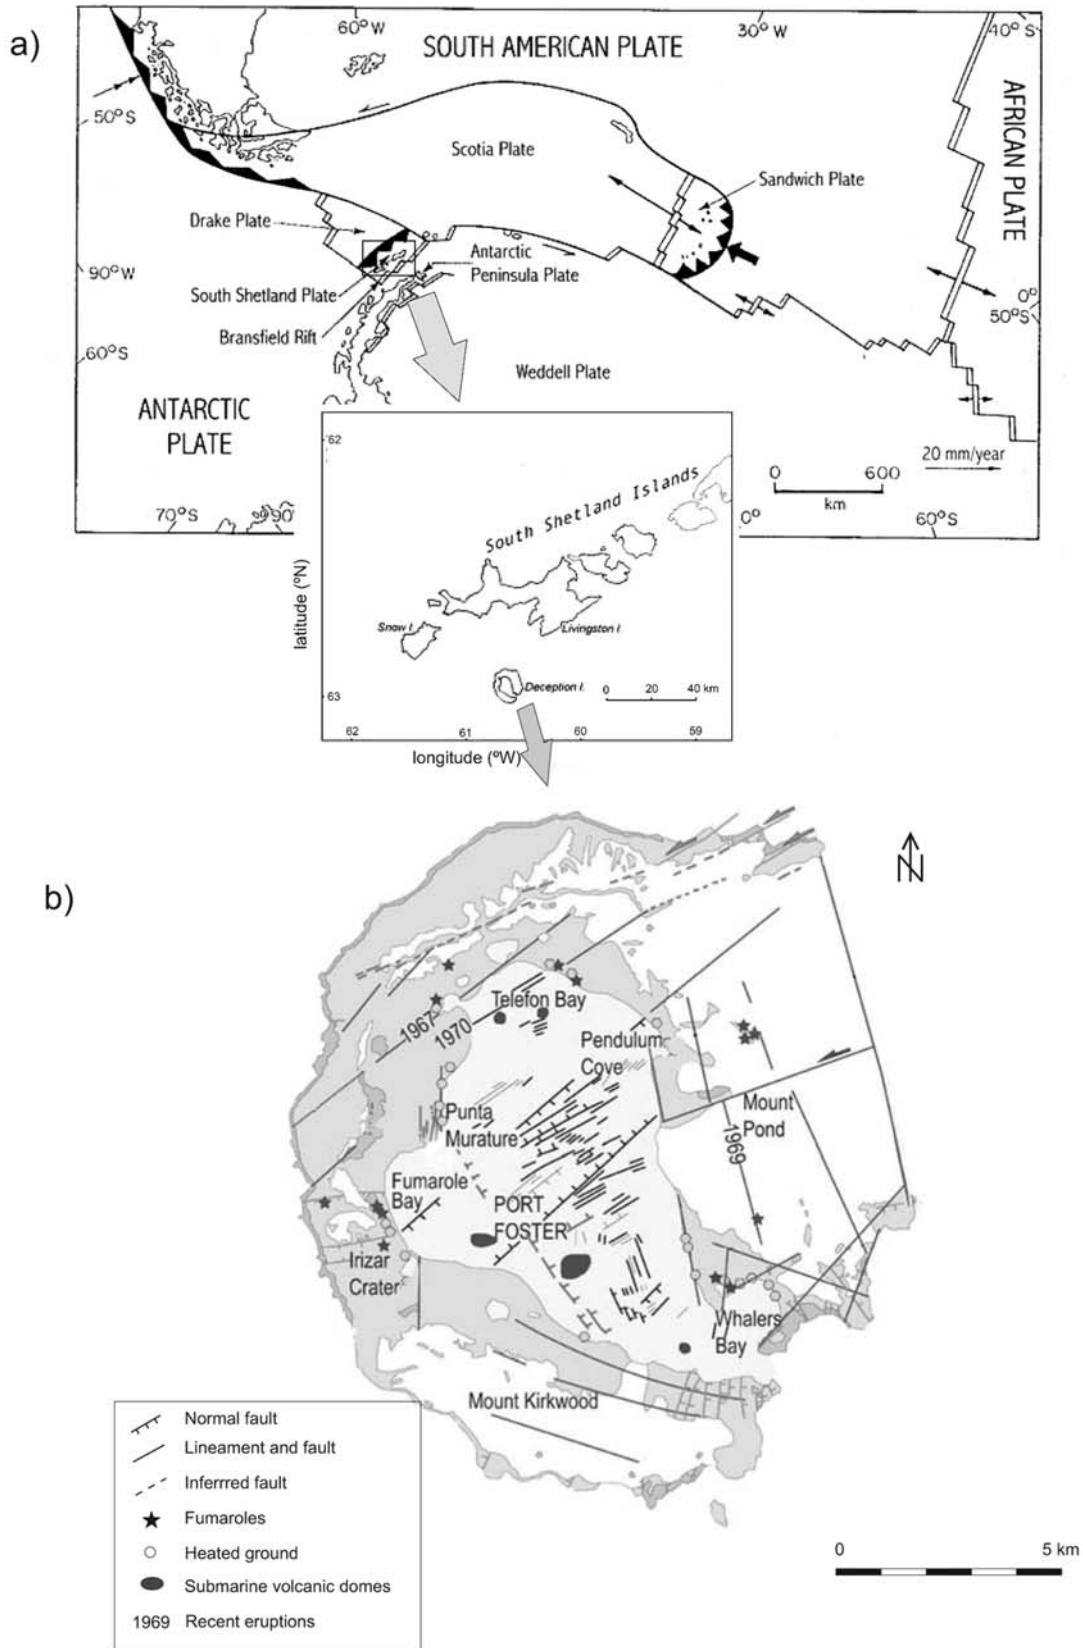 a)
60°W
SOUTH AMERICAN PLATE
30°W
40°S
50°S
AFRICAN PLATE
Scotia Plate
Sandwich Plate
Drake Plate
Antarctic
Peninsula Plate
90°W
0°
50°S
South Shetland Plate
Bransfield Rift
60°S
Weddell Plate
ANTARCTIC
PLATE
20 mm/year
0 600
km
70°S
0°
60°S
62
South Shetland Islands
latitude (°N)
Snow I.
Livingston I.
Deception I.
0 20 40 km
63
62 61 60 59
longitude (°W)
b)
N
Telefon Bay
1967
1970
Pendulum
Cove
Punta
Murature
Mount
Pond
1969
Fumarole
Bay
PORT
FOSTER
Irizar
Crater
Whalers
Bay
Mount Kirkwood
Normal fault
Lineament and fault
Inferrred fault
Fumaroles
Heated ground
Submarine volcanic domes
1969 Recent eruptions
0 5 km